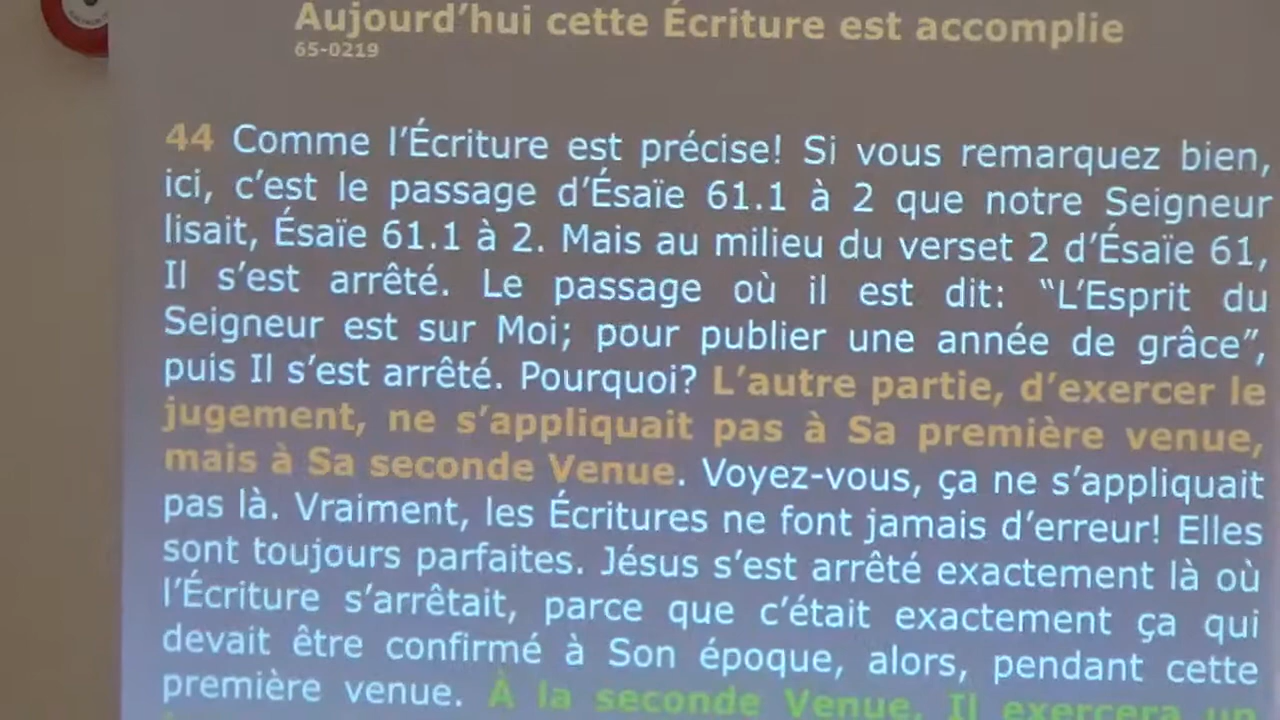 Aujourd'hui cette Écriture est accomplie
65-0219
44 Comme l'Écriture est précise! Si vous remarquez bien,
ici, c'est le passage d'Ésaïe 61.1 à 2 que notre Seigneur
lisait, Ésaïe 61.1 à 2. Mais au milieu du verset 2 d'Ésaïe 61,
Il s'est arrêté. Le passage où il est dit: “L'Esprit du
Seigneur est sur Moi; pour publier une année de grâce”,
puis Il s'est arrêté. Pourquoi? L'autre partie, d'exercer le
jugement, ne s'appliquait pas à Sa première venue,
mais à Sa seconde Venue. Voyez-vous, ça ne s'appliquait
pas là. Vraiment, les Écritures ne font jamais d'erreur! Elles
sont toujours parfaites. Jésus s'est arrêté exactement là où
l'Écriture s'arrêtait, parce que c'était exactement ça qui
devait être confirmé à Son époque, alors, pendant cette
première venue. À la seconde Venue, Il exercera un